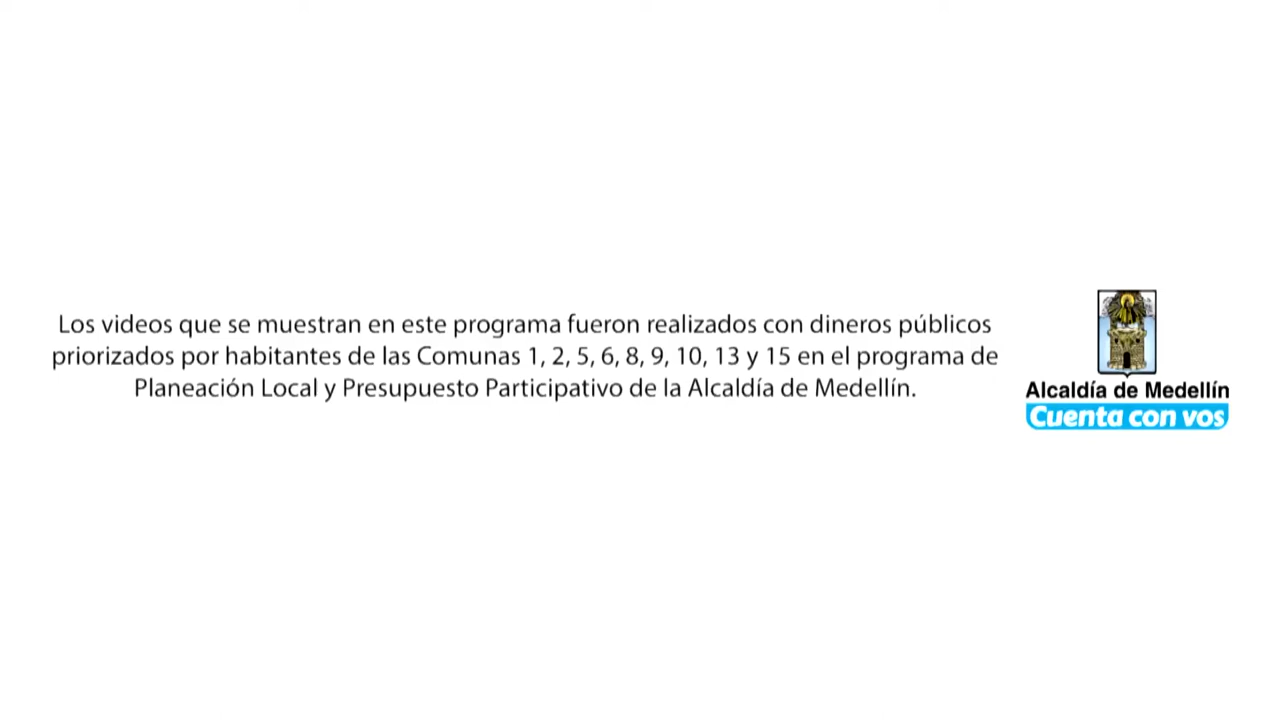 Los videos que se muestran en este programa fueron realizados con dineros públicos
priorizados por habitantes de las Comunas 1, 2, 5, 6, 8, 9, 10, 13 y 15 en el programa de
Planeación Local y Presupuesto Participativo de la Alcaldía de Medellín.
Alcaldía de Medellín
Cuenta con vos